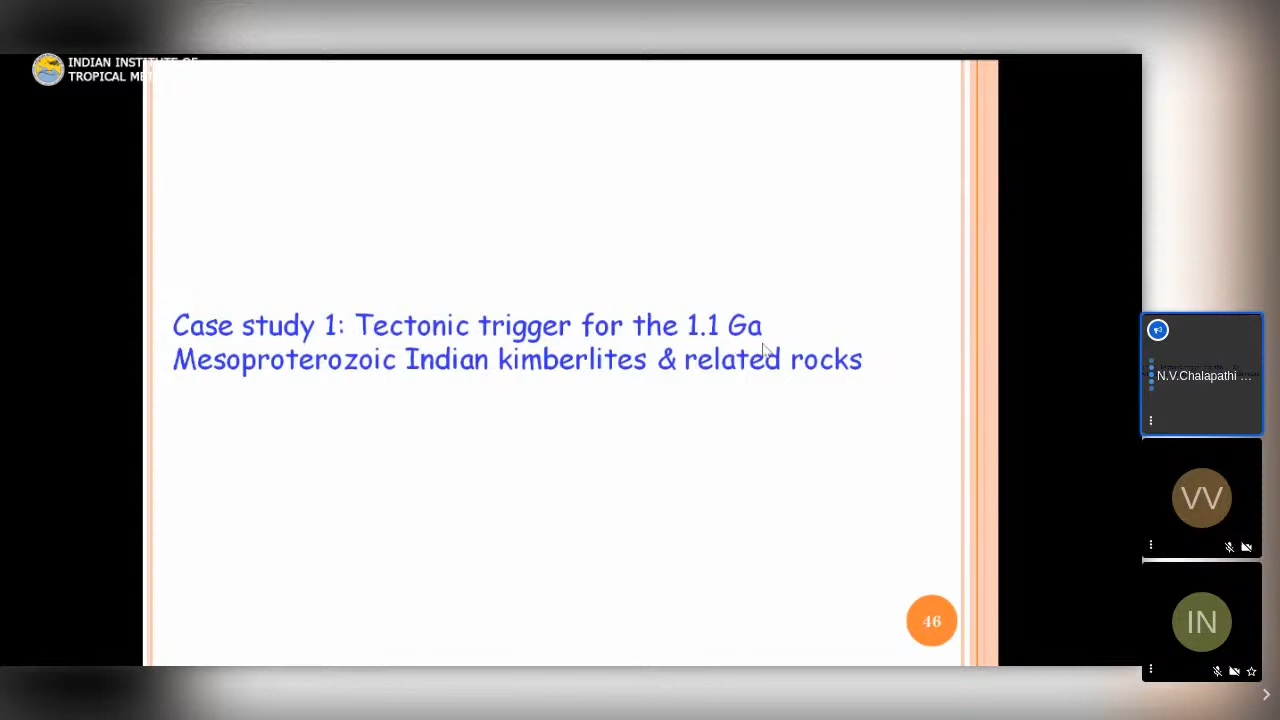 INDIAN INSTITUTE OF
TROPICAL
Case study 1: Tectonic trigger for the 1.1 Ga
Mesoproterozoic Indian kimberlites & related rocks
46
N.V.Chalapathi ...
VV
IN